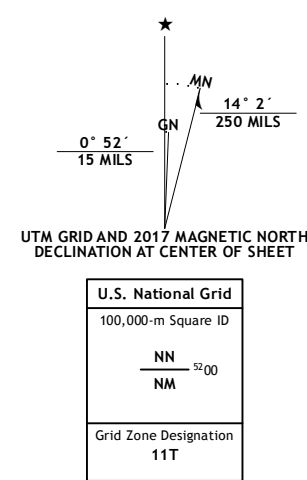 ★
MN
GN
14° 2´
250 MILS
0° 52´
15 MILS
UTM GRID AND 2017 MAGNETIC NORTH
DECLINATION AT CENTER OF SHEET
U.S. National Grid
100,000-m Square ID
NN
5200
NM
Grid Zone Designation
11T